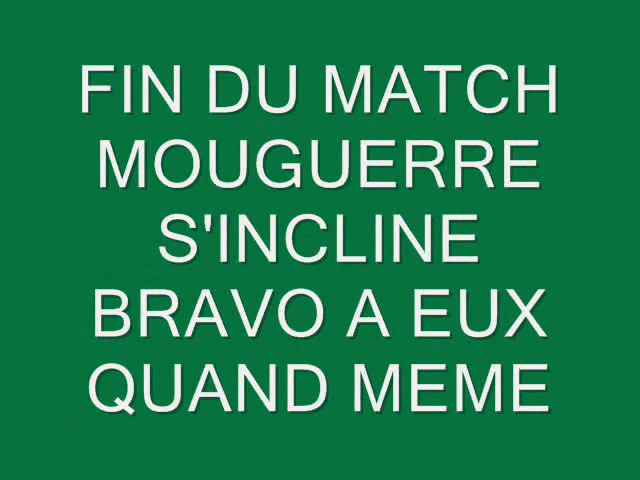 FIN DU MATCH
MOUGUERRE
S'INCLINE
BRAVO A EUX
QUAND MEME